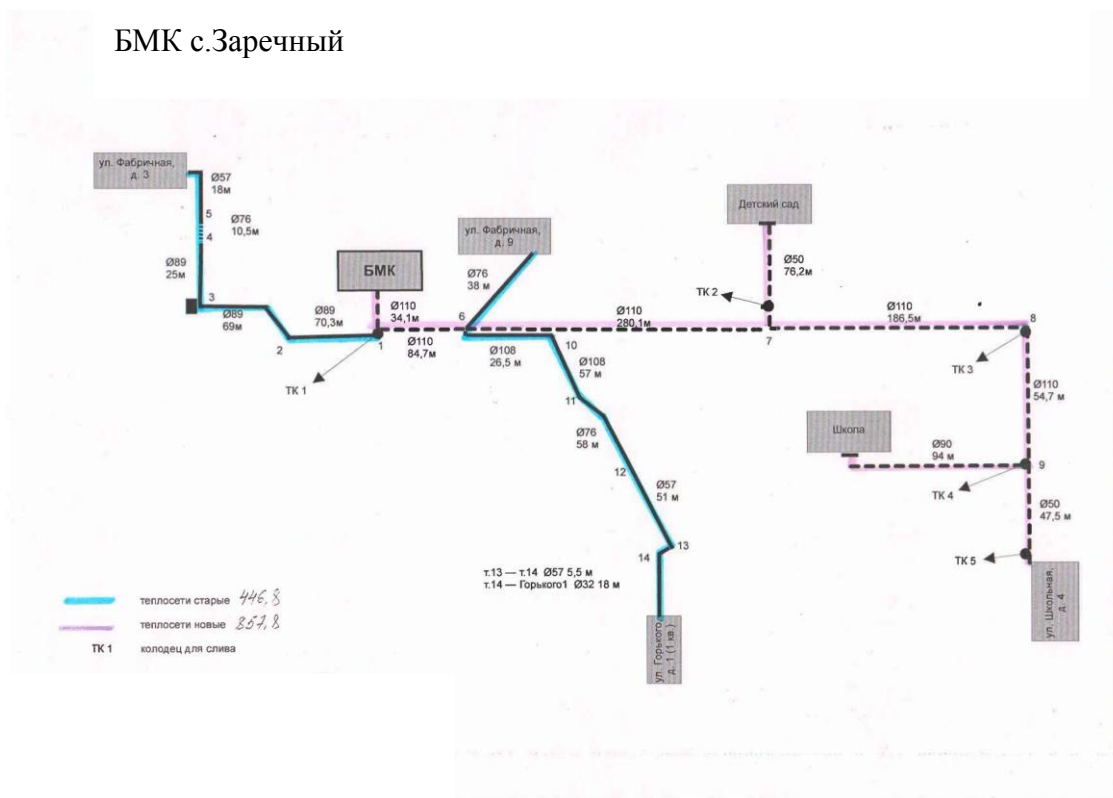 БМК с.Заречный
ул. Фабричная,
д. 3
Ø57
18м
5
4
Ø76
10,5м
Ø89
25м
3
Ø89
69м
2
Ø89
70,3м
1
БМК
Ø110
34,1м
Ø110
84,7м
ТК 1
ул. Фабричная,
д. 9
Ø76
38 м
6
Ø108
26,5 м
10
Ø108
57 м
11
Ø76
58 м
12
Ø57
51 м
13
14
т.13 — т.14 Ø57 5,5 м
т.14 — Горького1 Ø32 18 м
ул. Горького,
д. 1 (1 кв.)
Ø110
280,1м
Детский сад
Ø50
76,2м
ТК 2
7
Ø110
186,5м
8
ТК 3
Ø110
54,7 м
Школа
Ø90
94 м
9
ТК 4
Ø50
47,5 м
ТК 5
ул. Школьная,
д. 4
теплосети старые 446,8
теплосети новые 857,8
ТК 1 колодец для слива